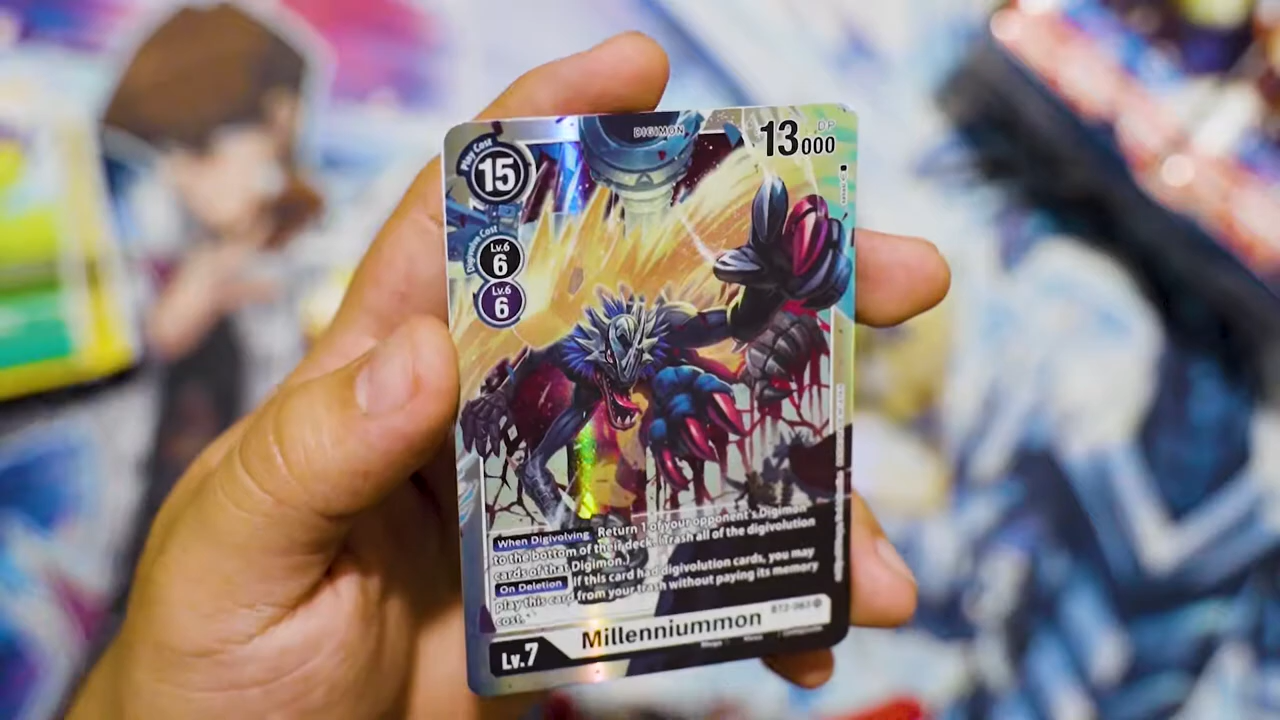 DIGIMON
Play Cost
15
DP
13000
Digivolve Cost
Lv.6
6
Lv.6
6
When Digivolving Return 1 of your opponent's Digimon
to the bottom of their deck. (Trash all of the digivolution
cards of that Digimon.)
On Deletion If this card had digivolution cards, you may
play this card from your trash without paying its memory
cost.
BT2-083
Millenniummon
Lv.7